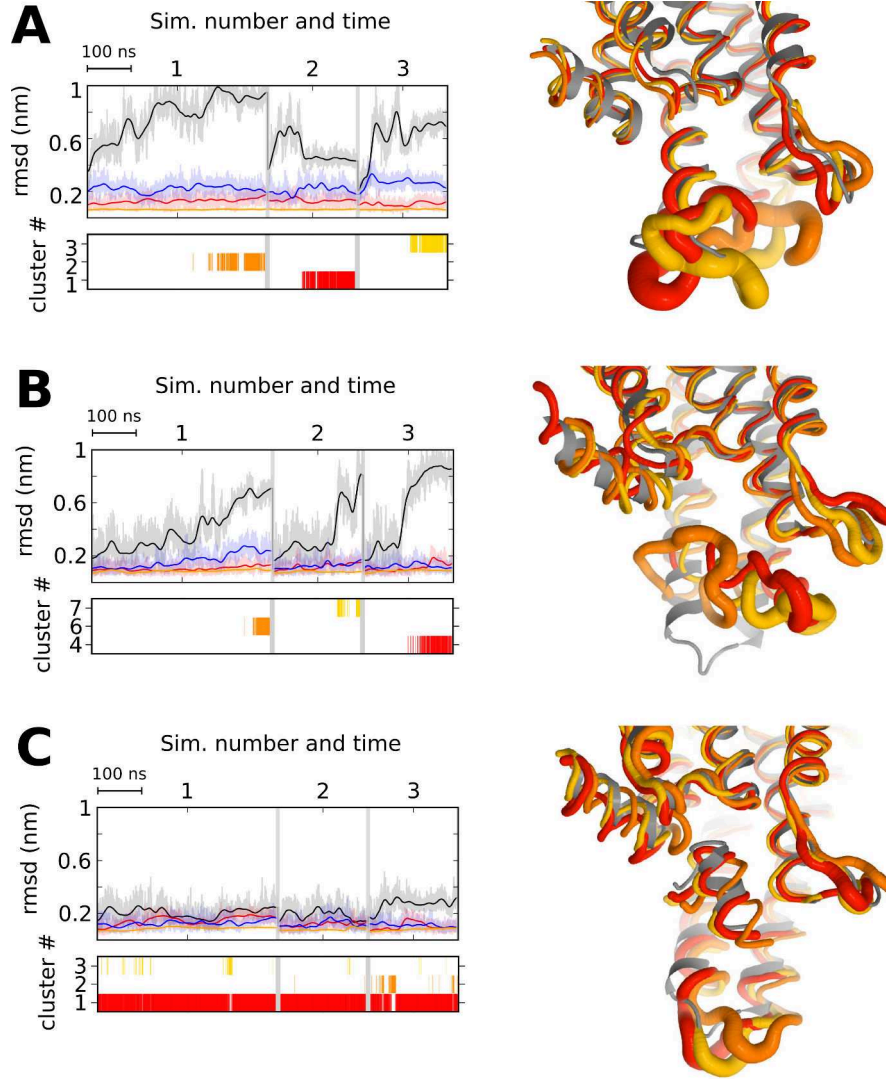 A
Sim. number and time
100 ns
1 2 3
rmsd (nm)
1
0.6
0.2
cluster #
3
2
1
B
Sim. number and time
100 ns
1 2 3
rmsd (nm)
1
0.6
0.2
cluster #
7
6
4
C
Sim. number and time
100 ns
1 2 3
rmsd (nm)
1
0.6
0.2
cluster #
3
2
1